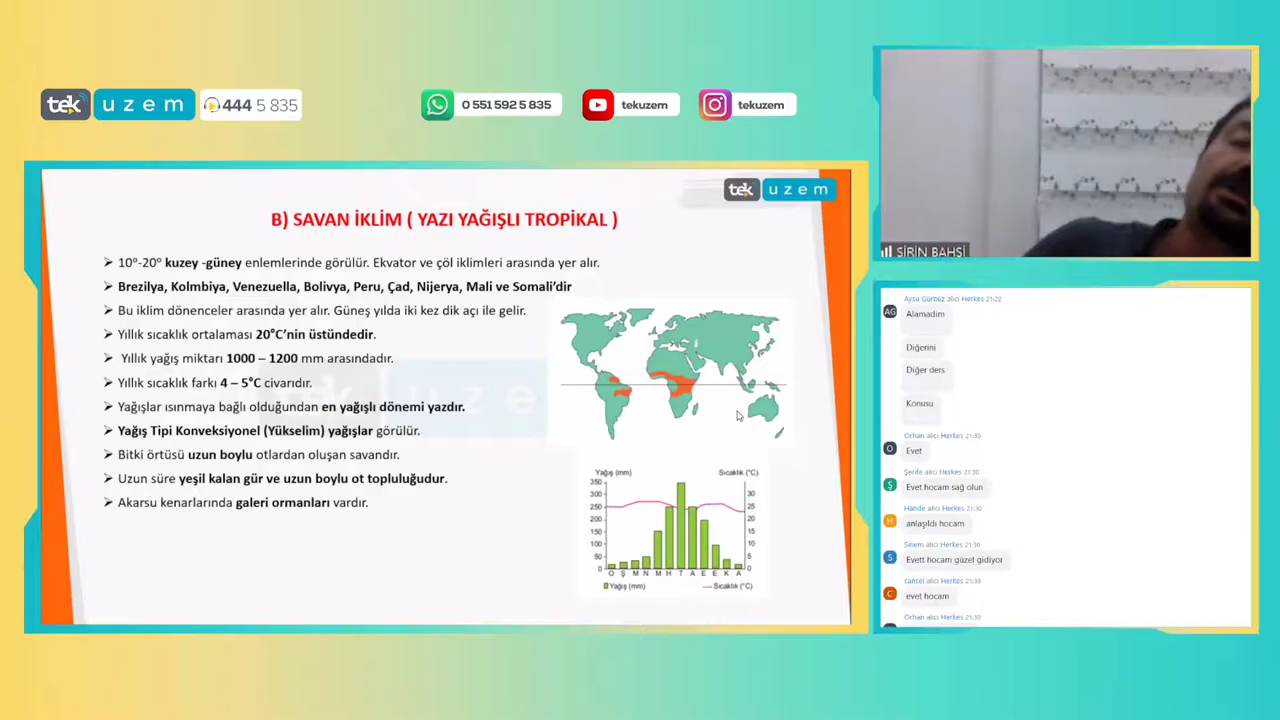 tek uzem
444 5 835
0 551 592 5 835
tekuzem
tekuzem
tek uzem
B) SAVAN İKLİM ( YAZI YAĞIŞLI TROPİKAL )
➢ 10°-20° kuzey -güney enlemlerinde görülür. Ekvator ve çöl iklimleri arasında yer alır.
➢ Brezilya, Kolmbiya, Venezuella, Bolivya, Peru, Çad, Nijerya, Mali ve Somali'dir
➢ Bu iklim dönenceler arasında yer alır. Güneş yılda iki kez dik açı ile gelir.
➢ Yıllık sıcaklık ortalaması 20°C'nin üstündedir.
➢ Yıllık yağış miktarı 1000 – 1200 mm arasındadır.
➢ Yıllık sıcaklık farkı 4 – 5°C civarıdır.
➢ Yağışlar ısınmaya bağlı olduğundan en yağışlı dönemi yazdır.
➢ Yağış Tipi Konveksiyonel (Yükselim) yağışlar görülür.
➢ Bitki örtüsü uzun boylu otlardan oluşan savandır.
➢ Uzun süre yeşil kalan gür ve uzun boylu ot topluluğudur.
➢ Akarsu kenarlarında galeri ormanları vardır.
tek uzem
Yağış (mm) Sıcaklık (°C)
350
300 30
250 25
200 20
150 15
100 10
50 5
0 0
O Ş M N M H T A E E K A
Yağış (mm) Sıcaklık (°C)
ŞİRİN BAHŞİ
Aysu Gürbüz alıcı Herkes 21:22
AG Alamadim
Diğerini
Diğer ders
Konusu
Orhan alıcı Herkes 21:30
O Evet
Şerife alıcı Herkes 21:30
Ş Evet hocam sağ olun
Hande alıcı Herkes 21:30
H anlaşıldı hocam
Sinem alıcı Herkes 21:30
S Evett hocam güzel gidiyor
cansel alıcı Herkes 21:30
C evet hocam
Orhan alıcı Herkes 21:30